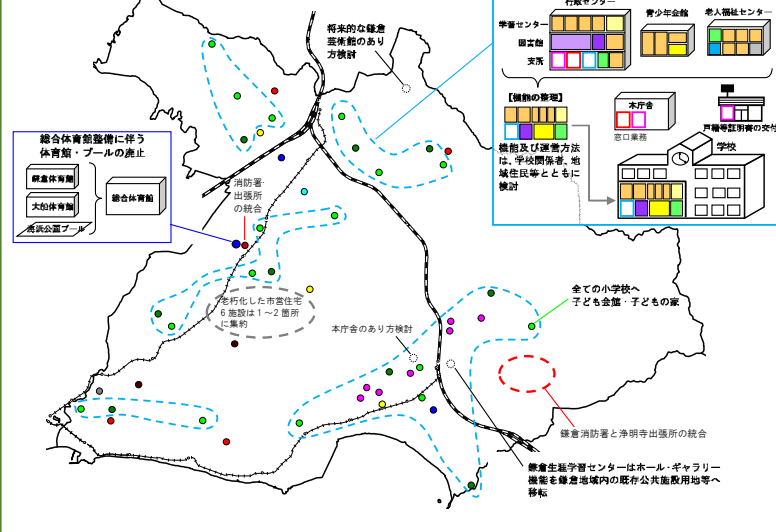 行政センター
青少年会館
老人福祉センター
学習センター
図書館
支所
【機能の整理】
本庁舎
窓口業務
戸籍等証明書の交付
学校
機能及び運営方法
は、学校関係者、地
域住民等とともに
検討
将来的な鎌倉
芸術館のあり
方検討
総合体育館整備に伴う
体育館・プールの廃止
鎌倉体育館
大船体育館
海浜公園プール
総合体育館
消防署・
出張所
の統合
老朽化した市営住宅
6施設は1～2箇所
に集約
本庁舎のあり方検討
全ての小学校へ
子ども会館・子どもの家
鎌倉消防署と浄明寺出張所の統合
鎌倉生涯学習センターはホール・ギャラリー
機能を鎌倉地域内の既存公共施設用地等へ
移転